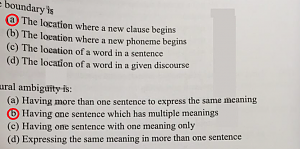 boundary is
(a) The location where a new clause begins
(b) The location where a new phoneme begins
(c) The location of a word in a sentence
(d) The location of a word in a given discourse
ural ambiguity is:
(a) Having more than one sentence to express the same meaning
(b) Having one sentence which has multiple meanings
(c) Having one sentence with one meaning only
(d) Expressing the same meaning in more than one sentence